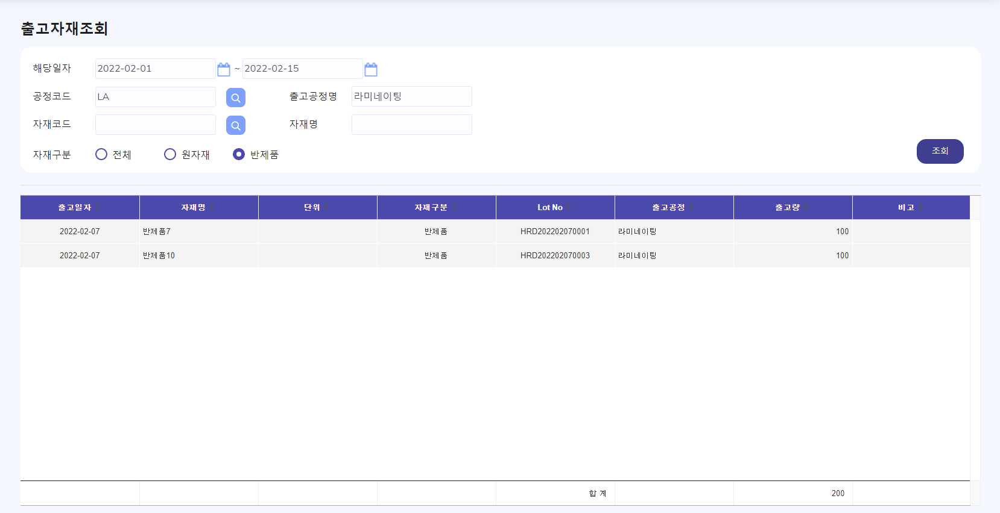 출고자재조회
해당일자 2022-02-01 ~ 2022-02-15
공정코드 LA 출고공정명 라미네이팅
자재코드 자재명
자재구분 전체 원자재 반제품 조회
출고일자 자재명 단위 자재구분 Lot No 출고공정 출고량 비고
2022-02-07 반제품7 반제품 HRD202202070001 라미네이팅 100
2022-02-07 반제품10 반제품 HRD202202070003 라미네이팅 100
합 계 200